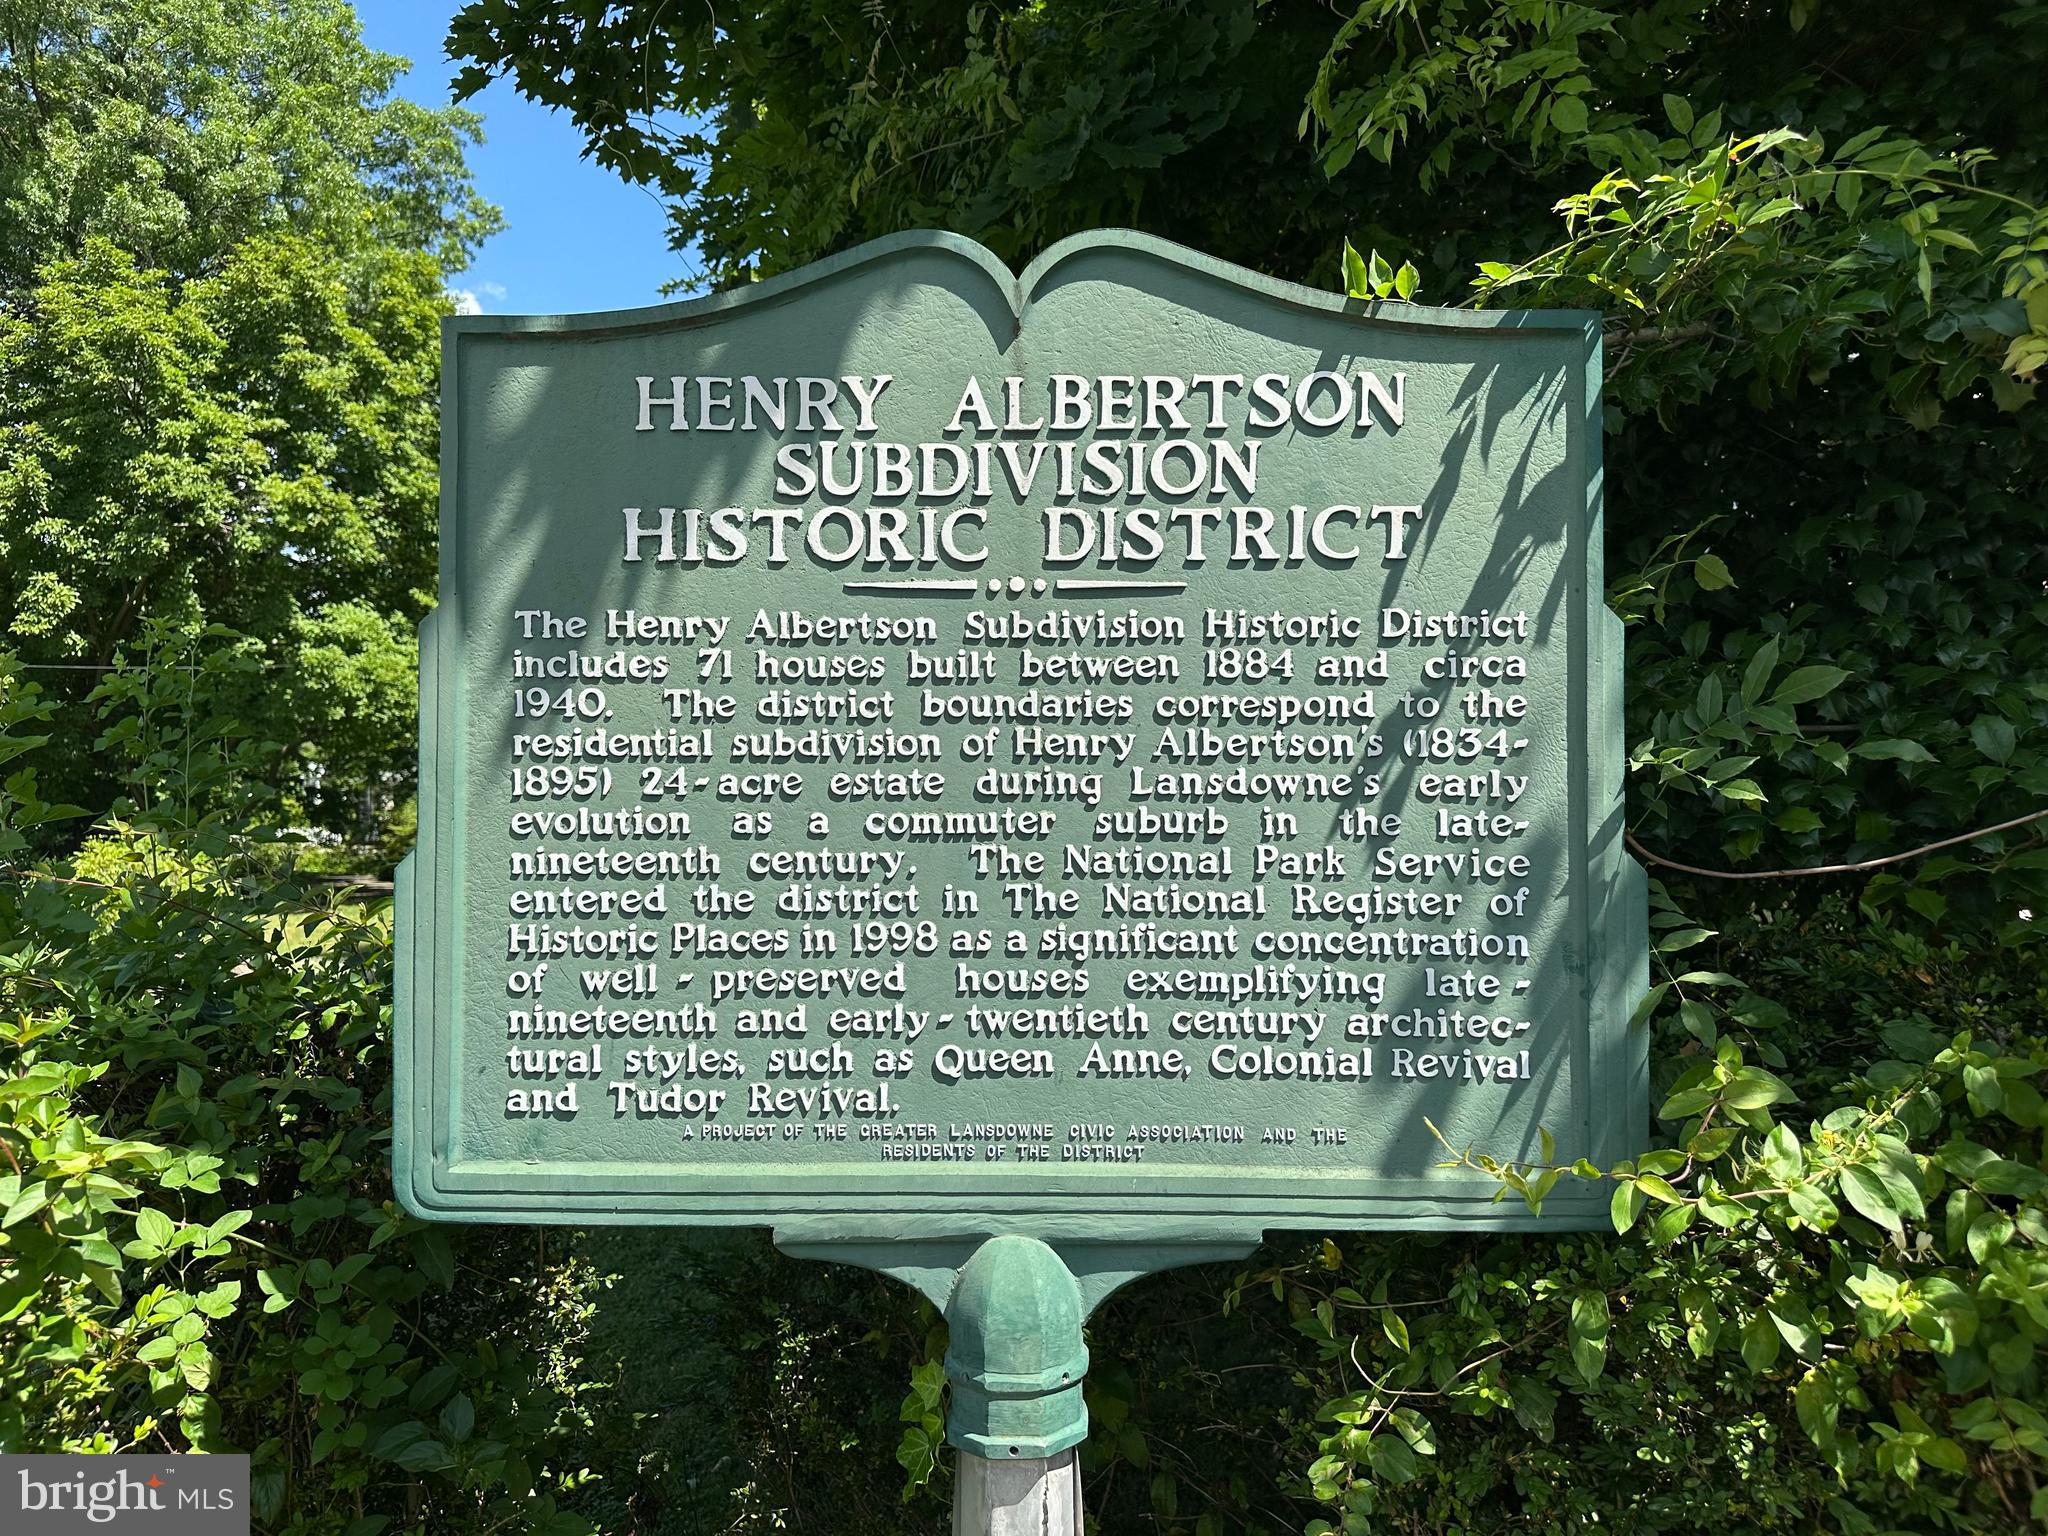 HENRY ALBERTSON
SUBDIVISION
HISTORIC DISTRICT
The Henry Albertson Subdivision Historic District
includes 71 houses built between 1884 and circa
1940. The district boundaries correspond to the
residential subdivision of Henry Albertson's (1834-
1895) 24-acre estate during Lansdowne's early
evolution as a commuter suburb in the late-
nineteenth century. The National Park Service
entered the district in The National Register of
Historic Places in 1998 as a significant concentration
of well-preserved houses exemplifying late-
nineteenth and early-twentieth century architec-
tural styles, such as Queen Anne, Colonial Revival
and Tudor Revival.
A PROJECT OF THE GREATER LANSDOWNE CIVIC ASSOCIATION AND THE
RESIDENTS OF THE DISTRICT
bright™ MLS